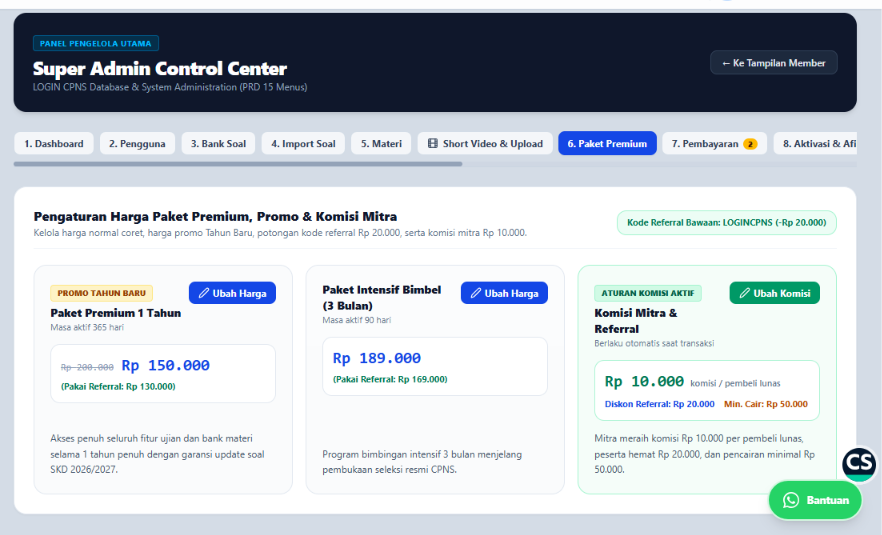 PANEL PENGELOLA UTAMA
Super Admin Control Center
LOGIN CPNS Database & System Administration (PRD 15 Menus)
← Ke Tampilan Member
1. Dashboard
2. Pengguna
3. Bank Soal
4. Import Soal
5. Materi
Short Video & Upload
6. Paket Premium
7. Pembayaran 2
8. Aktivasi & Afi
Pengaturan Harga Paket Premium, Promo & Komisi Mitra
Kelola harga normal coret, harga promo Tahun Baru, potongan kode referral Rp 20.000, serta komisi mitra Rp 10.000.
Kode Referral Bawaan: LOGINCPNS (-Rp 20.000)
PROMO TAHUN BARU
Ubah Harga
Paket Premium 1 Tahun
Masa aktif 365 hari
Rp 200.000 Rp 150.000
(Pakai Referral: Rp 130.000)
Akses penuh seluruh fitur ujian dan bank materi
selama 1 tahun penuh dengan garansi update soal
SKD 2026/2027.
Paket Intensif Bimbel
(3 Bulan)
Ubah Harga
Masa aktif 90 hari
Rp 189.000
(Pakai Referral: Rp 169.000)
Program bimbingan intensif 3 bulan menjelang
pembukaan seleksi resmi CPNS.
ATURAN KOMISI AKTIF
Ubah Komisi
Komisi Mitra &
Referral
Berlaku otomatis saat transaksi
Rp 10.000 komisi / pembeli lunas
Diskon Referral: Rp 20.000 Min. Cair: Rp 50.000
Mitra meraih komisi Rp 10.000 per pembeli lunas,
peserta hemat Rp 20.000, dan pencairan minimal Rp
50.000.
CS
Bantuan